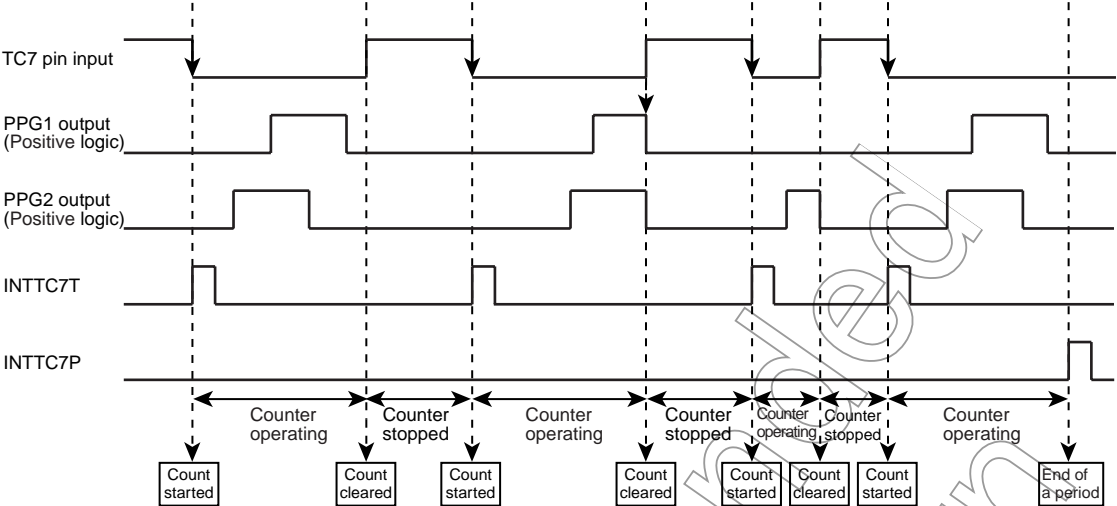 TC7 pin input
PPG1 output
(Positive logic)
PPG2 output
(Positive logic)
INTTC7T
INTTC7P
Counter operating
Counter stopped
Counter operating
Counter stopped
Counter operating
Counter stopped
Counter operating
Count started
Count cleared
Count started
Count cleared
Count started
Count cleared
Count started
End of a period